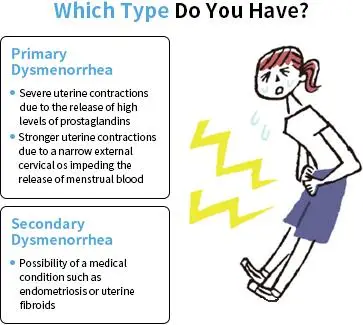 Which Type Do You Have?
Primary
Dysmenorrhea
• Severe uterine contractions
due to the release of high
levels of prostaglandins
• Stronger uterine contractions
due to a narrow external
cervical os impeding the
release of menstrual blood
Secondary
Dysmenorrhea
• Possibility of a medical
condition such as
endometriosis or uterine
fibroids